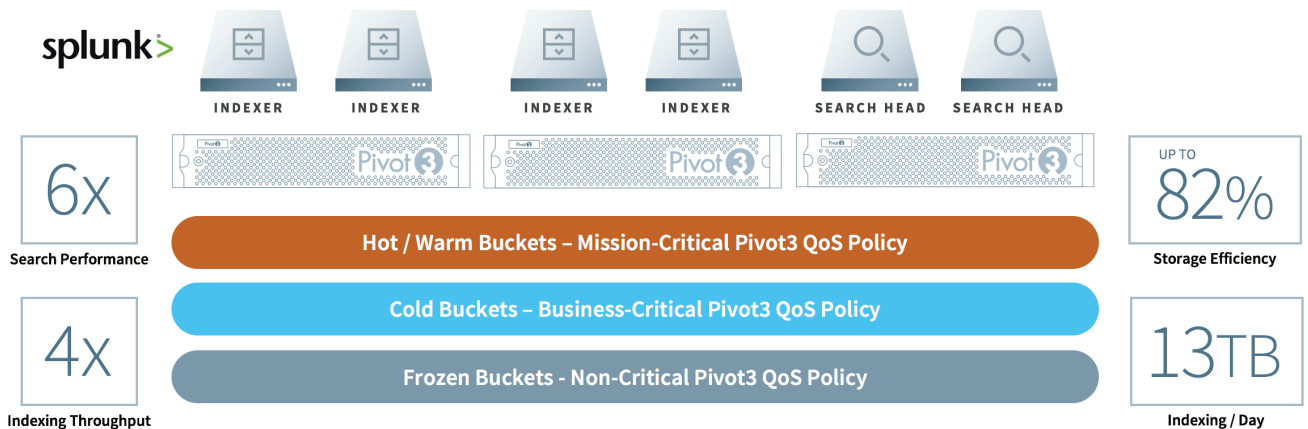 splunk>
INDEXER
INDEXER
INDEXER
INDEXER
SEARCH HEAD
SEARCH HEAD
Pivot3
Pivot3
Pivot3
Pivot3
Pivot3
Pivot3
6x
Search Performance
4x
Indexing Throughput
Hot / Warm Buckets – Mission-Critical Pivot3 QoS Policy
Cold Buckets – Business-Critical Pivot3 QoS Policy
Frozen Buckets - Non-Critical Pivot3 QoS Policy
UP TO
82%
Storage Efficiency
13TB
Indexing / Day